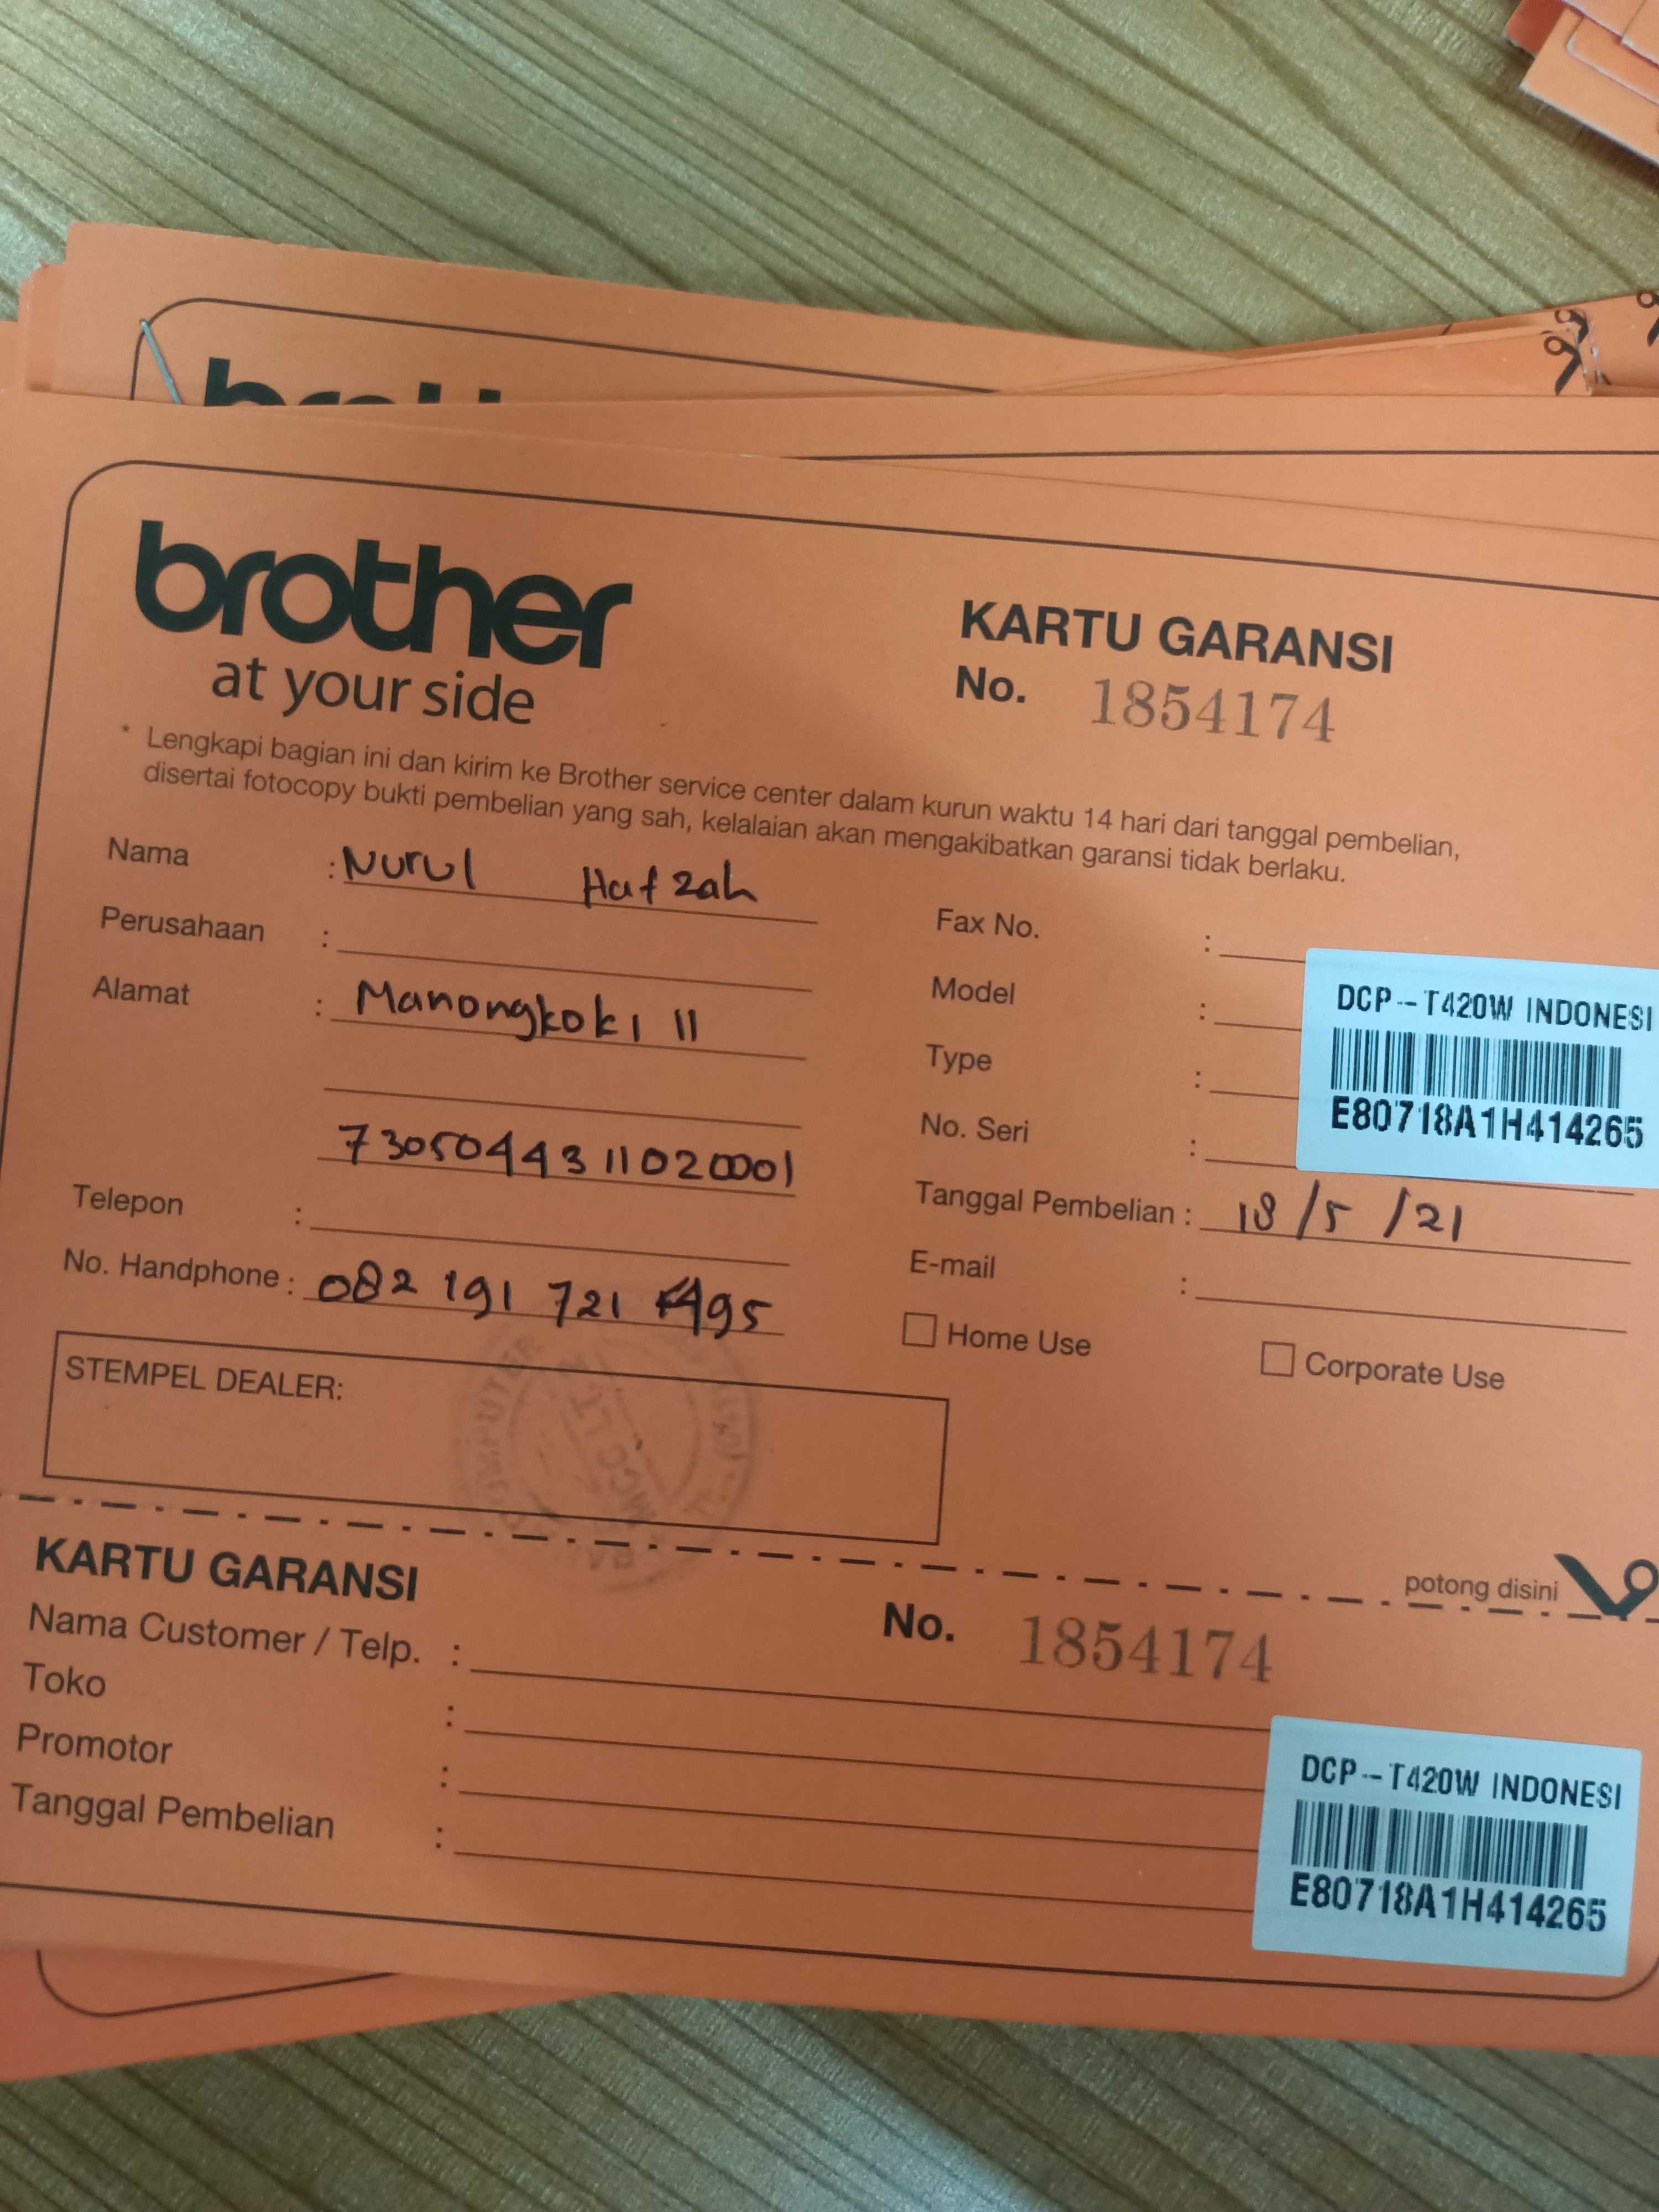 brother
at your side
KARTU GARANSI
No. 1854174
* Lengkapi bagian ini dan kirim ke Brother service center dalam kurun waktu 14 hari dari tanggal pembelian,
disertai fotocopy bukti pembelian yang sah, kelalaian akan mengakibatkan garansi tidak berlaku.
Nama : Nurul Hafzah
Perusahaan :
Alamat : Manongkoki II
7305044311020001
Telepon :
No. Handphone : 082 191 721 495
Fax No. :
Model :
Type :
No. Seri :
DCP--T420W INDONESI
E80718A1H414265
Tanggal Pembelian : 18/5/21
E-mail :
Home Use
Corporate Use
STEMPEL DEALER:
COMPUTER
MCC LT
potong disini
KARTU GARANSI
No. 1854174
Nama Customer / Telp. :
Toko :
Promotor :
Tanggal Pembelian :
DCP--T420W INDONESI
E80718A1H414265